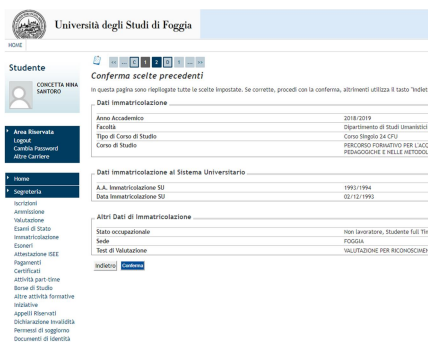 Università degli Studi di Foggia
HOME
Studente
CONCETTA NINA
SANTORO
Area Riservata
Logout
Cambia Password
Altre Carriere
Home
Segreteria
Iscrizioni
Ammissione
Valutazione
Esami di Stato
Immatricolazione
Esoneri
Attestazione ISEE
Pagamenti
Certificati
Attività part-time
Borse di Studio
Altre attività formative
Iniziative
Appelli Riservati
Dichiarazione Invalidità
Permessi di soggiorno
Documenti di identità
<< ... C 1 2 D 1 ... >>
Conferma scelte precedenti
In questa pagina sono riepilogate tutte le scelte impostate. Se corrette, procedi con la conferma, altrimenti utilizza il tasto "Indiet
Dati immatricolazione
Anno Accademico 2018/2019
Facoltà Dipartimento di Studi Umanistici
Tipo di Corso di Studio Corso Singolo 24 CFU
Corso di Studio PERCORSO FORMATIVO PER L'ACC
PEDAGOGICHE E NELLE METODOL
Dati immatricolazione al Sistema Universitario
A.A. Immatricolazione SU 1993/1994
Data Immatricolazione SU 02/12/1993
Altri Dati di Immatricolazione
Stato occupazionale Non lavoratore, Studente full Tim
Sede FOGGIA
Test di Valutazione VALUTAZIONE PER RICONOSCIMEN
Indietro Conferma